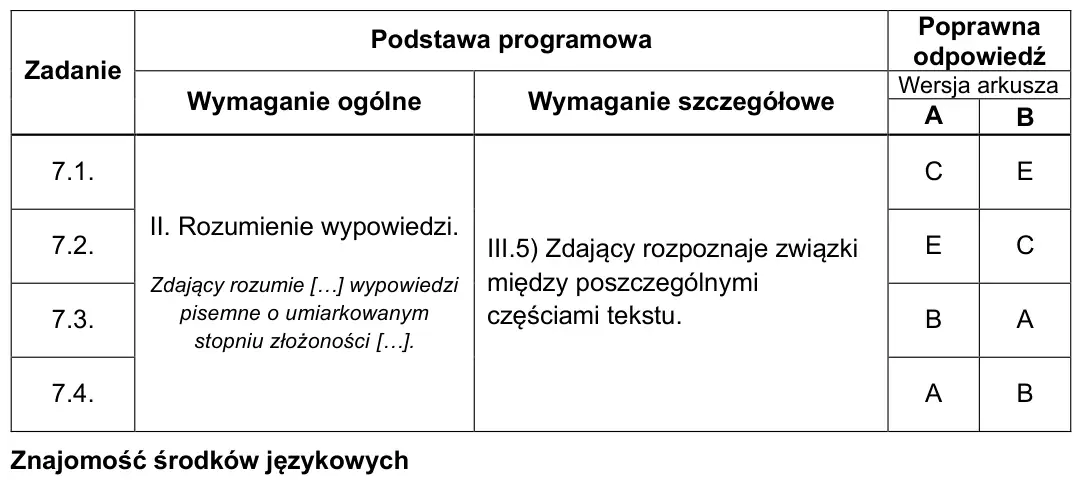 Zadanie
Podstawa programowa
Poprawna
odpowiedź
Wymaganie ogólne
Wymaganie szczegółowe
Wersja arkusza
A B
7.1.
II. Rozumienie wypowiedzi.
Zdający rozumie […] wypowiedzi
pisemne o umiarkowanym
stopniu złożoności […].
III.5) Zdający rozpoznaje związki
między poszczególnymi
częściami tekstu.
C E
7.2.
E C
7.3.
B A
7.4.
A B
Znajomość środków językowych